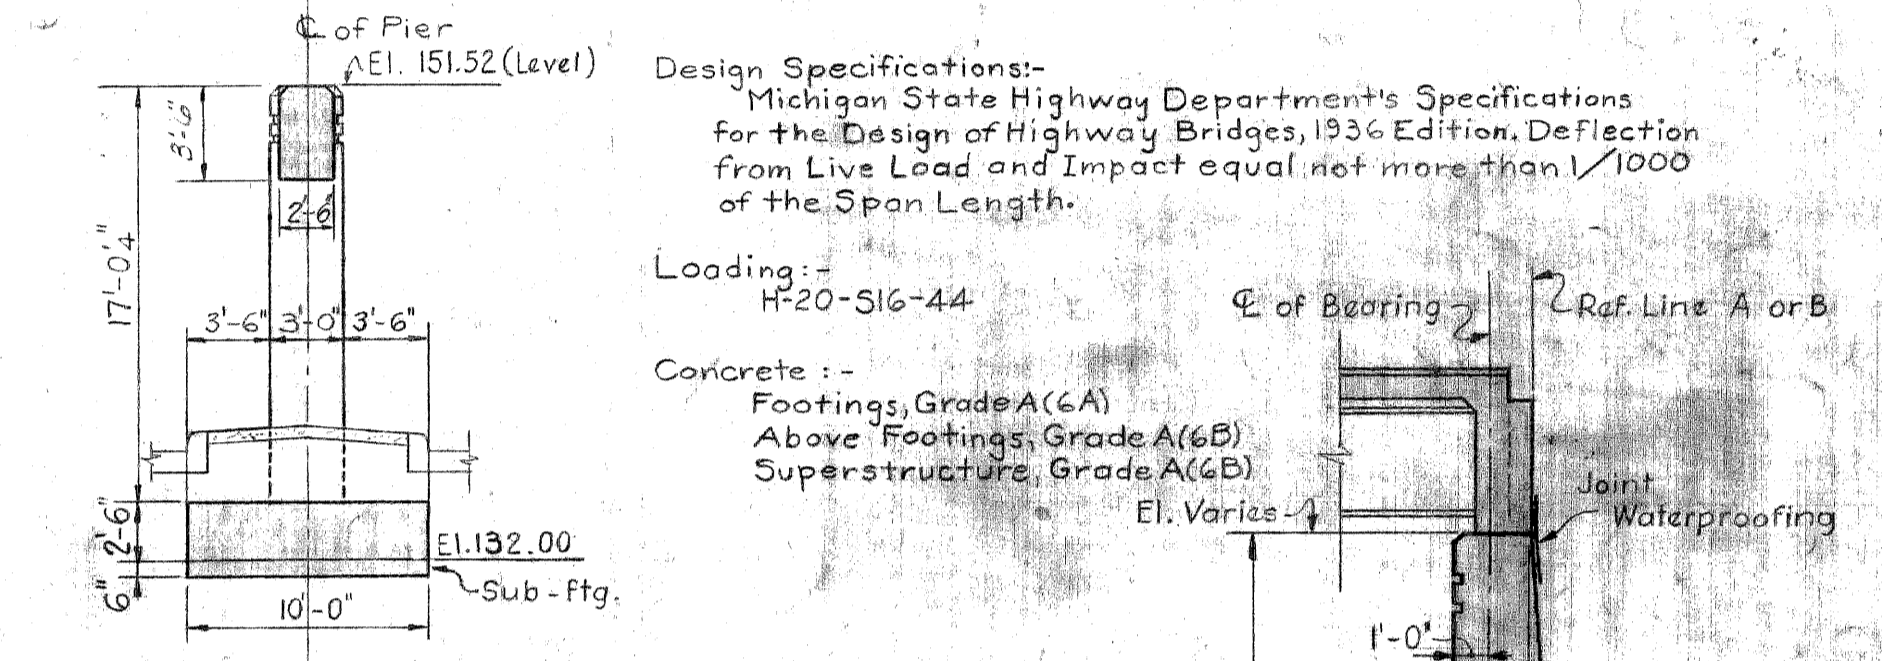 ℄ of Pier
El. 151.52 (Level)
3'-6"
2'-6"
17'-0 1/4"
3'-6" 3'-0" 3'-6"
2'-6"
El. 132.00
6"
Sub-ftg.
10'-0"
Design Specifications:-
Michigan State Highway Department's Specifications
for the Design of Highway Bridges, 1936 Edition. Deflection
from Live Load and Impact equal not more than 1/1000
of the Span Length.
Loading:-
H-20-S16-44
Concrete :-
Footings, Grade A(6A)
Above Footings, Grade A(6B)
Superstructure, Grade A(6B)
℄ of Bearing
Ref. Line A or B
El. Varies
Joint
Waterproofing
1'-0"